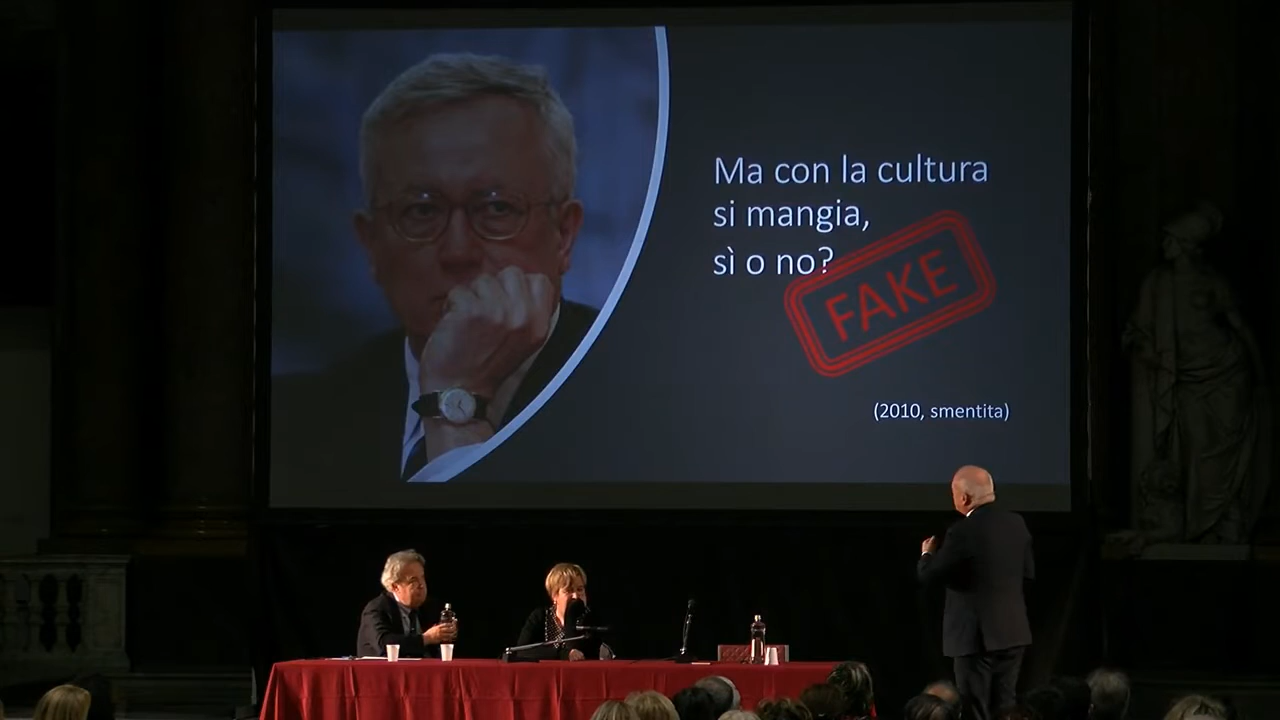 Ma con la cultura
si mangia,
sì o no?
FAKE
(2010, smentita)